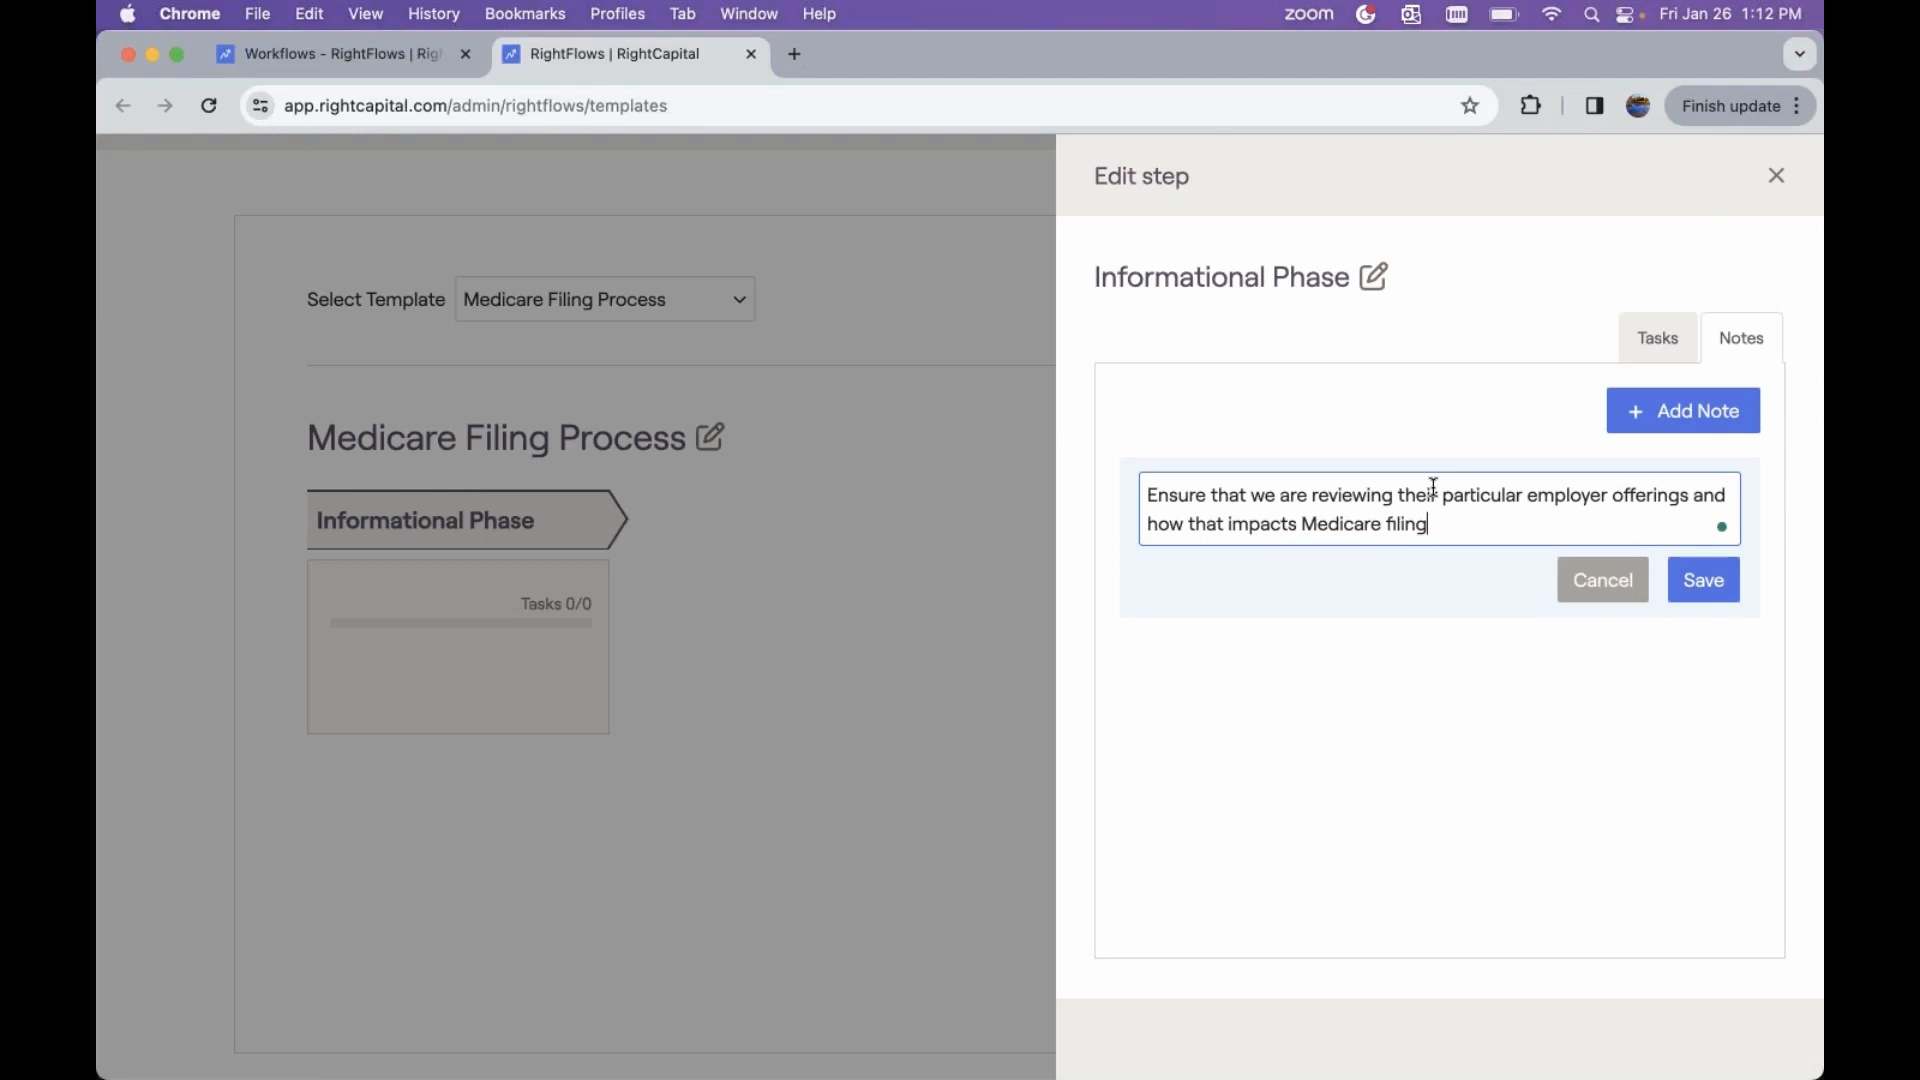 Chrome File Edit View History Bookmarks Profiles Tab Window Help zoom Fri Jan 26 1:12 PM
Workflows - RightFlows | Rig
RightFlows | RightCapital
app.rightcapital.com/admin/rightflows/templates
Finish update
Select Template Medicare Filing Process
Medicare Filing Process
Informational Phase
Tasks 0/0
Edit step
Informational Phase
Tasks Notes
+ Add Note
Ensure that we are reviewing their particular employer offerings and
how that impacts Medicare filing
Cancel Save